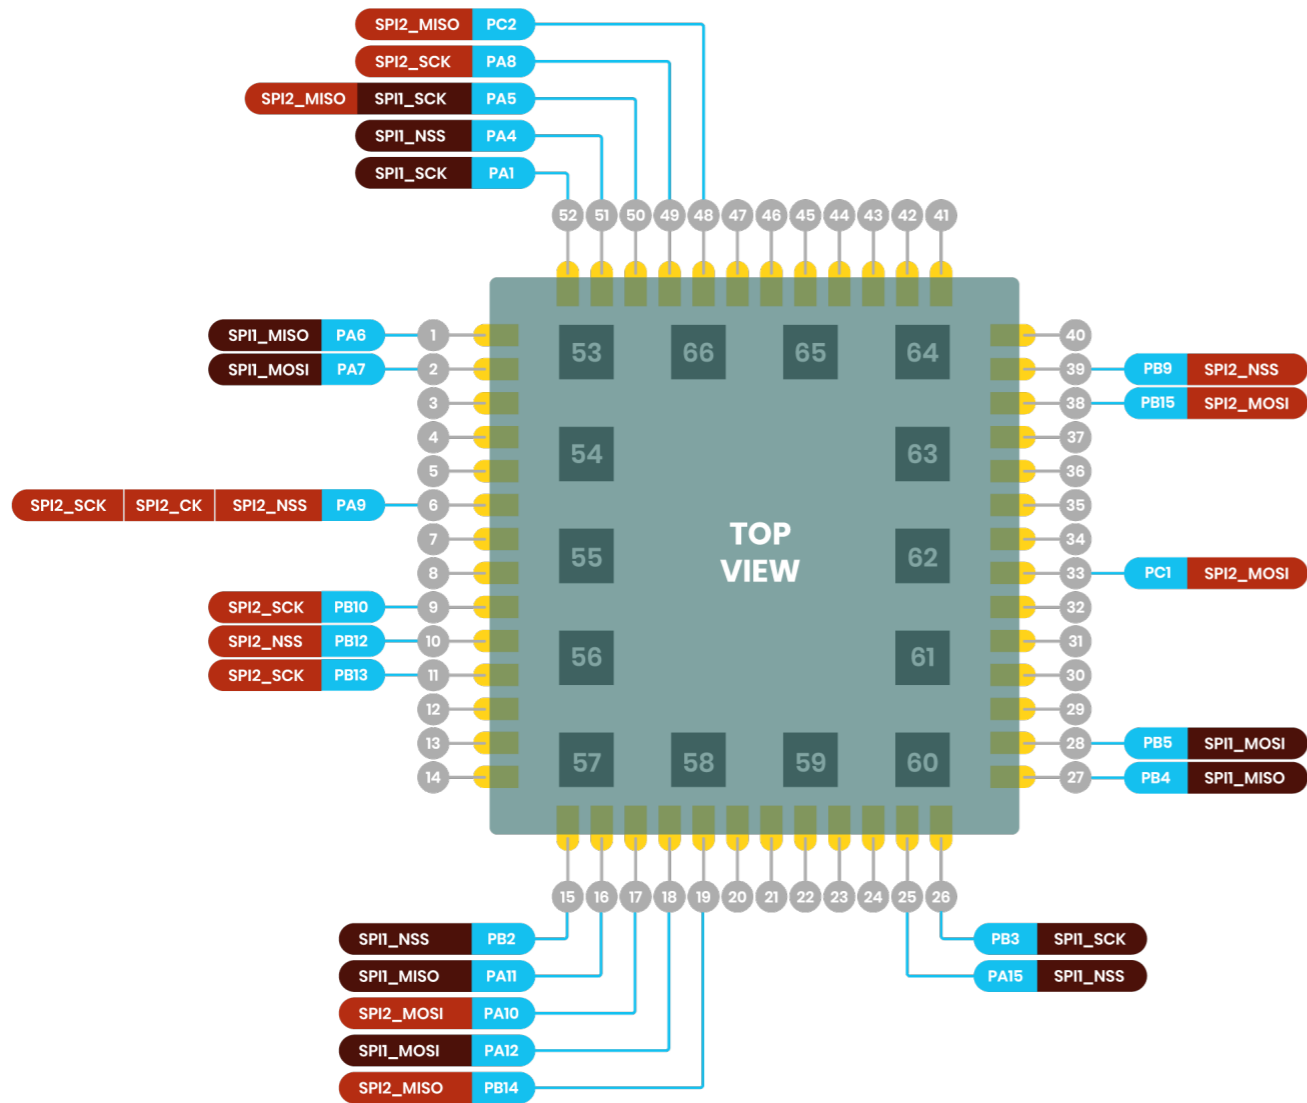 SPI2_MISO PC2
SPI2_SCK PA8
SPI2_MISO SPI1_SCK PA5
SPI1_NSS PA4
SPI1_SCK PA1
52 51 50 49 48 47 46 45 44 43 42 41
SPI1_MISO PA6 1
SPI1_MOSI PA7 2
3
4
5
SPI2_SCK SPI2_CK SPI2_NSS PA9 6
7
8
SPI2_SCK PB10 9
SPI2_NSS PB12 10
SPI2_SCK PB13 11
12
13
14
53 66 65 64
54 63
55 62
56 61
57 58 59 60
TOP
VIEW
40
39 PB9 SPI2_NSS
38 PB15 SPI2_MOSI
37
36
35
34
33 PC1 SPI2_MOSI
32
31
30
29
28 PB5 SPI1_MOSI
27 PB4 SPI1_MISO
15 16 17 18 19 20 21 22 23 24 25 26
SPI1_NSS PB2
SPI1_MISO PA11
SPI2_MOSI PA10
SPI1_MOSI PA12
SPI2_MISO PB14
PB3 SPI1_SCK
PA15 SPI1_NSS